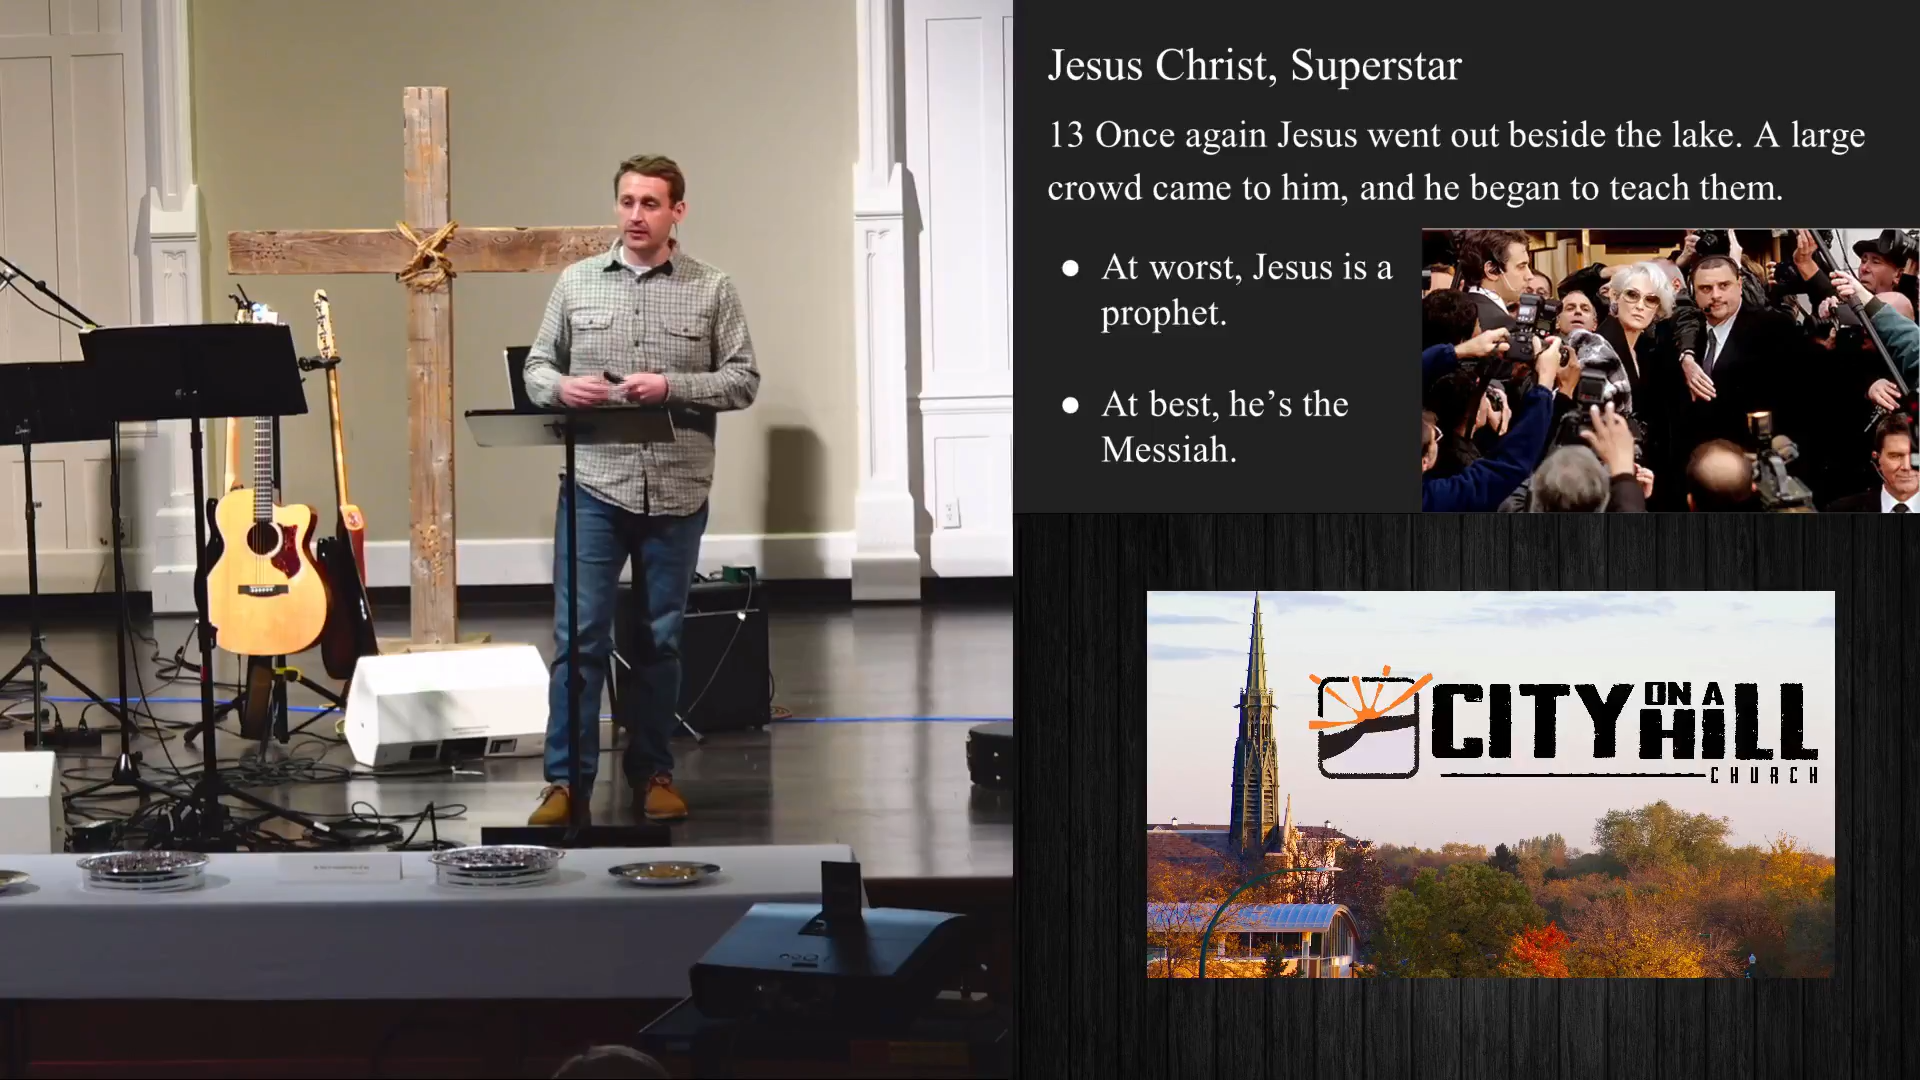 Jesus Christ, Superstar
13 Once again Jesus went out beside the lake. A large
crowd came to him, and he began to teach them.
● At worst, Jesus is a
prophet.
● At best, he’s the
Messiah.
CITY ON A HILL
CHURCH